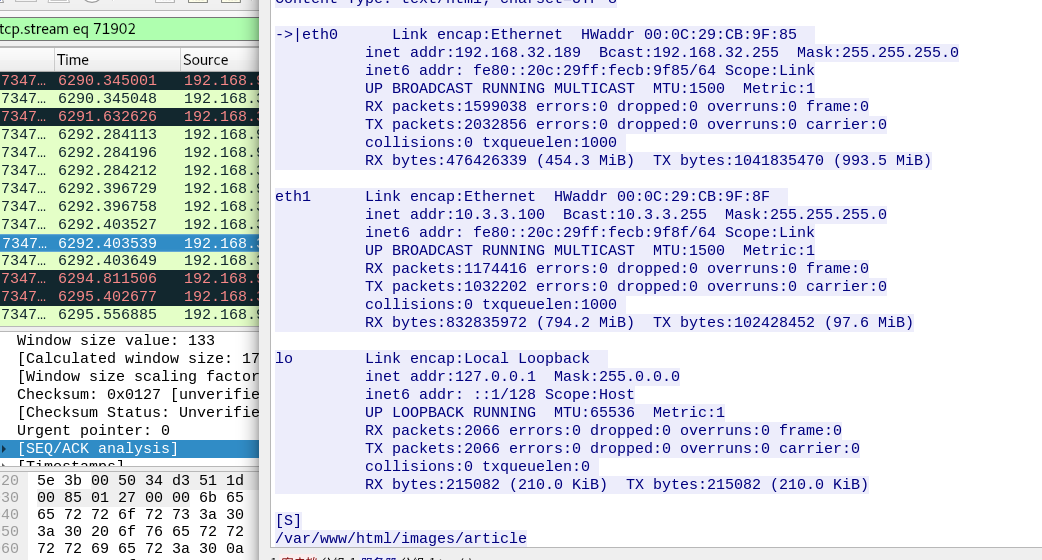 tcp.stream eq 71902
Time Source
7347… 6290.345001 192.168.
7347… 6290.345048 192.168.
7347… 6291.632626 192.168.
7347… 6292.284113 192.168.
7347… 6292.284196 192.168.
7347… 6292.284212 192.168.
7347… 6292.396729 192.168.
7347… 6292.396758 192.168.
7347… 6292.403527 192.168.
7347… 6292.403539 192.168.
7347… 6292.403649 192.168.
7347… 6294.811506 192.168.
7347… 6295.402677 192.168.
7347… 6295.556885 192.168.
Window size value: 133
[Calculated window size: 17
[Window size scaling factor
Checksum: 0x0127 [unverifie
[Checksum Status: Unverifie
Urgent pointer: 0
[SEQ/ACK analysis]
[Timestamps]
20 5e 3b 00 50 34 d3 51 1d
30 00 85 01 27 00 00 6b 65
40 65 72 72 6f 72 73 3a 30
50 3a 30 20 6f 76 65 72 72
60 72 72 69 65 72 3a 30 0a
Content-Type: text/html; charset=UTF-8
->|eth0 Link encap:Ethernet HWaddr 00:0C:29:CB:9F:85
inet addr:192.168.32.189 Bcast:192.168.32.255 Mask:255.255.255.0
inet6 addr: fe80::20c:29ff:fecb:9f85/64 Scope:Link
UP BROADCAST RUNNING MULTICAST MTU:1500 Metric:1
RX packets:1599038 errors:0 dropped:0 overruns:0 frame:0
TX packets:2032856 errors:0 dropped:0 overruns:0 carrier:0
collisions:0 txqueuelen:1000
RX bytes:476426339 (454.3 MiB) TX bytes:1041835470 (993.5 MiB)
eth1 Link encap:Ethernet HWaddr 00:0C:29:CB:9F:8F
inet addr:10.3.3.100 Bcast:10.3.3.255 Mask:255.255.255.0
inet6 addr: fe80::20c:29ff:fecb:9f8f/64 Scope:Link
UP BROADCAST RUNNING MULTICAST MTU:1500 Metric:1
RX packets:1174416 errors:0 dropped:0 overruns:0 frame:0
TX packets:1032202 errors:0 dropped:0 overruns:0 carrier:0
collisions:0 txqueuelen:1000
RX bytes:832835972 (794.2 MiB) TX bytes:102428452 (97.6 MiB)
lo Link encap:Local Loopback
inet addr:127.0.0.1 Mask:255.0.0.0
inet6 addr: ::1/128 Scope:Host
UP LOOPBACK RUNNING MTU:65536 Metric:1
RX packets:2066 errors:0 dropped:0 overruns:0 frame:0
TX packets:2066 errors:0 dropped:0 overruns:0 carrier:0
collisions:0 txqueuelen:0
RX bytes:215082 (210.0 KiB) TX bytes:215082 (210.0 KiB)
[S]
/var/www/html/images/article